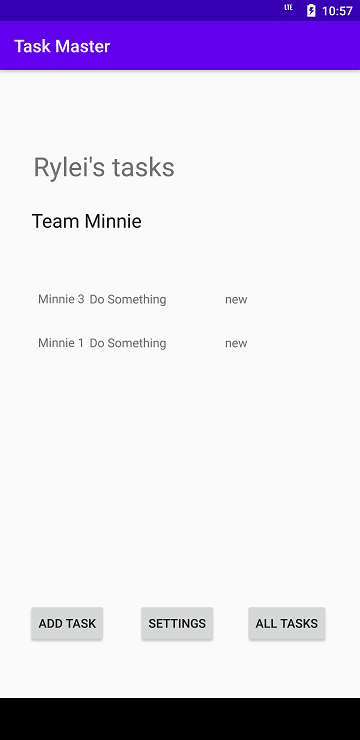 LTE 10:57
Task Master
Rylei's tasks
Team Minnie
Minnie 3 Do Something new
Minnie 1 Do Something new
ADD TASK SETTINGS ALL TASKS